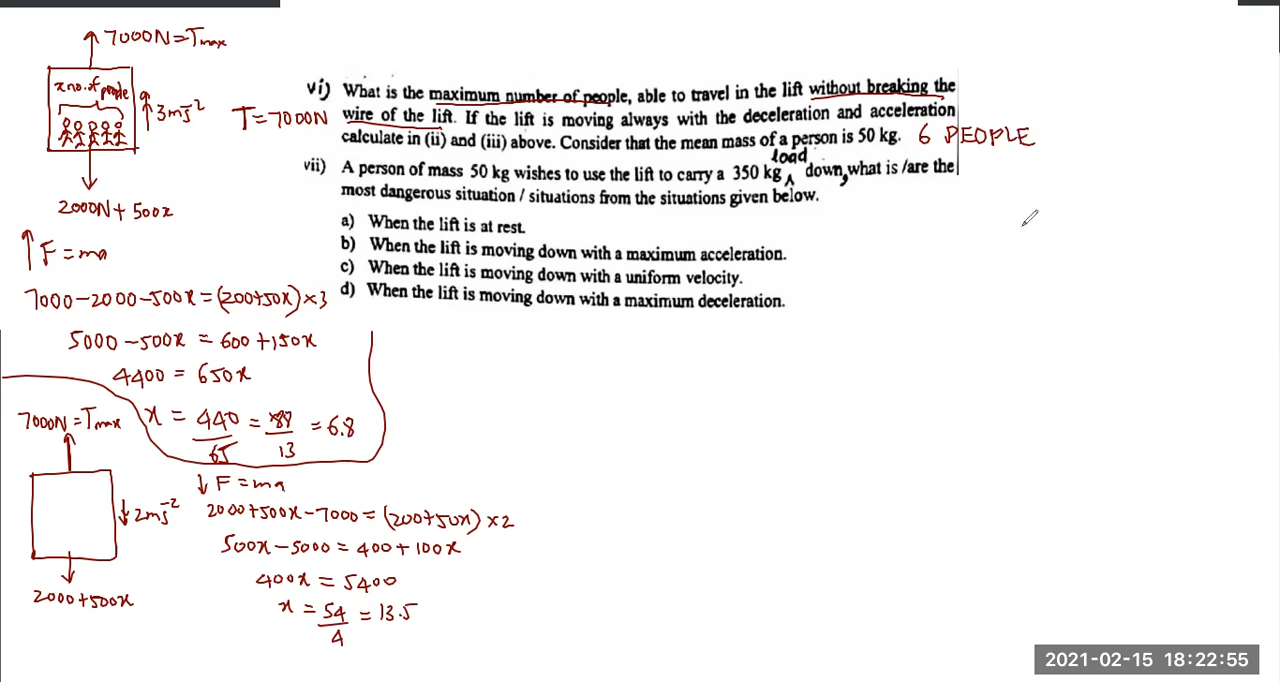 7000N = Tmax
x no. of people
3ms⁻²
2000N + 500x
↑ F = ma
7000 – 2000 – 500x = (200+50x) × 3
5000 – 500x = 600 + 150x
4400 = 650x
x = 440/65 = 88/13 = 6.8
7000N = Tmax
2ms⁻²
2000 + 500x
↓ F = ma
2000 + 500x – 7000 = (200+50x) × 2
500x – 5000 = 400 + 100x
400x = 5400
x = 54/4 = 13.5
T = 7000N
vi) What is the maximum number of people, able to travel in the lift without breaking the
wire of the lift. If the lift is moving always with the deceleration and acceleration
calculate in (ii) and (iii) above. Consider that the mean mass of a person is 50 kg. 6 PEOPLE
vii) A person of mass 50 kg wishes to use the lift to carry a 350 kg load down, what is /are the
most dangerous situation / situations from the situations given below.
a) When the lift is at rest.
b) When the lift is moving down with a maximum acceleration.
c) When the lift is moving down with a uniform velocity.
d) When the lift is moving down with a maximum deceleration.
2021-02-15 18:22:55